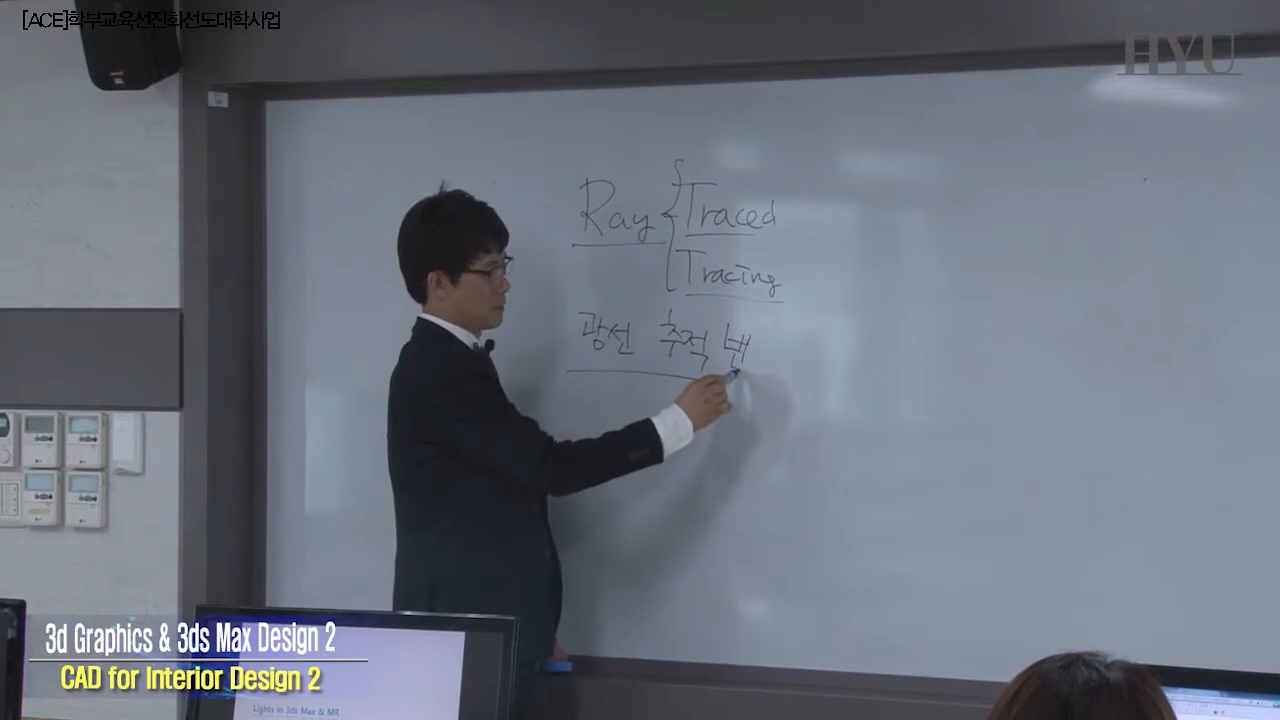 [ACE]학부교육선진화선도대학사업
HYU
Ray { Traced
Tracing
광선 추적
3d Graphics & 3ds Max Design 2
CAD for Interior Design 2
Lights in 3ds Max & MR